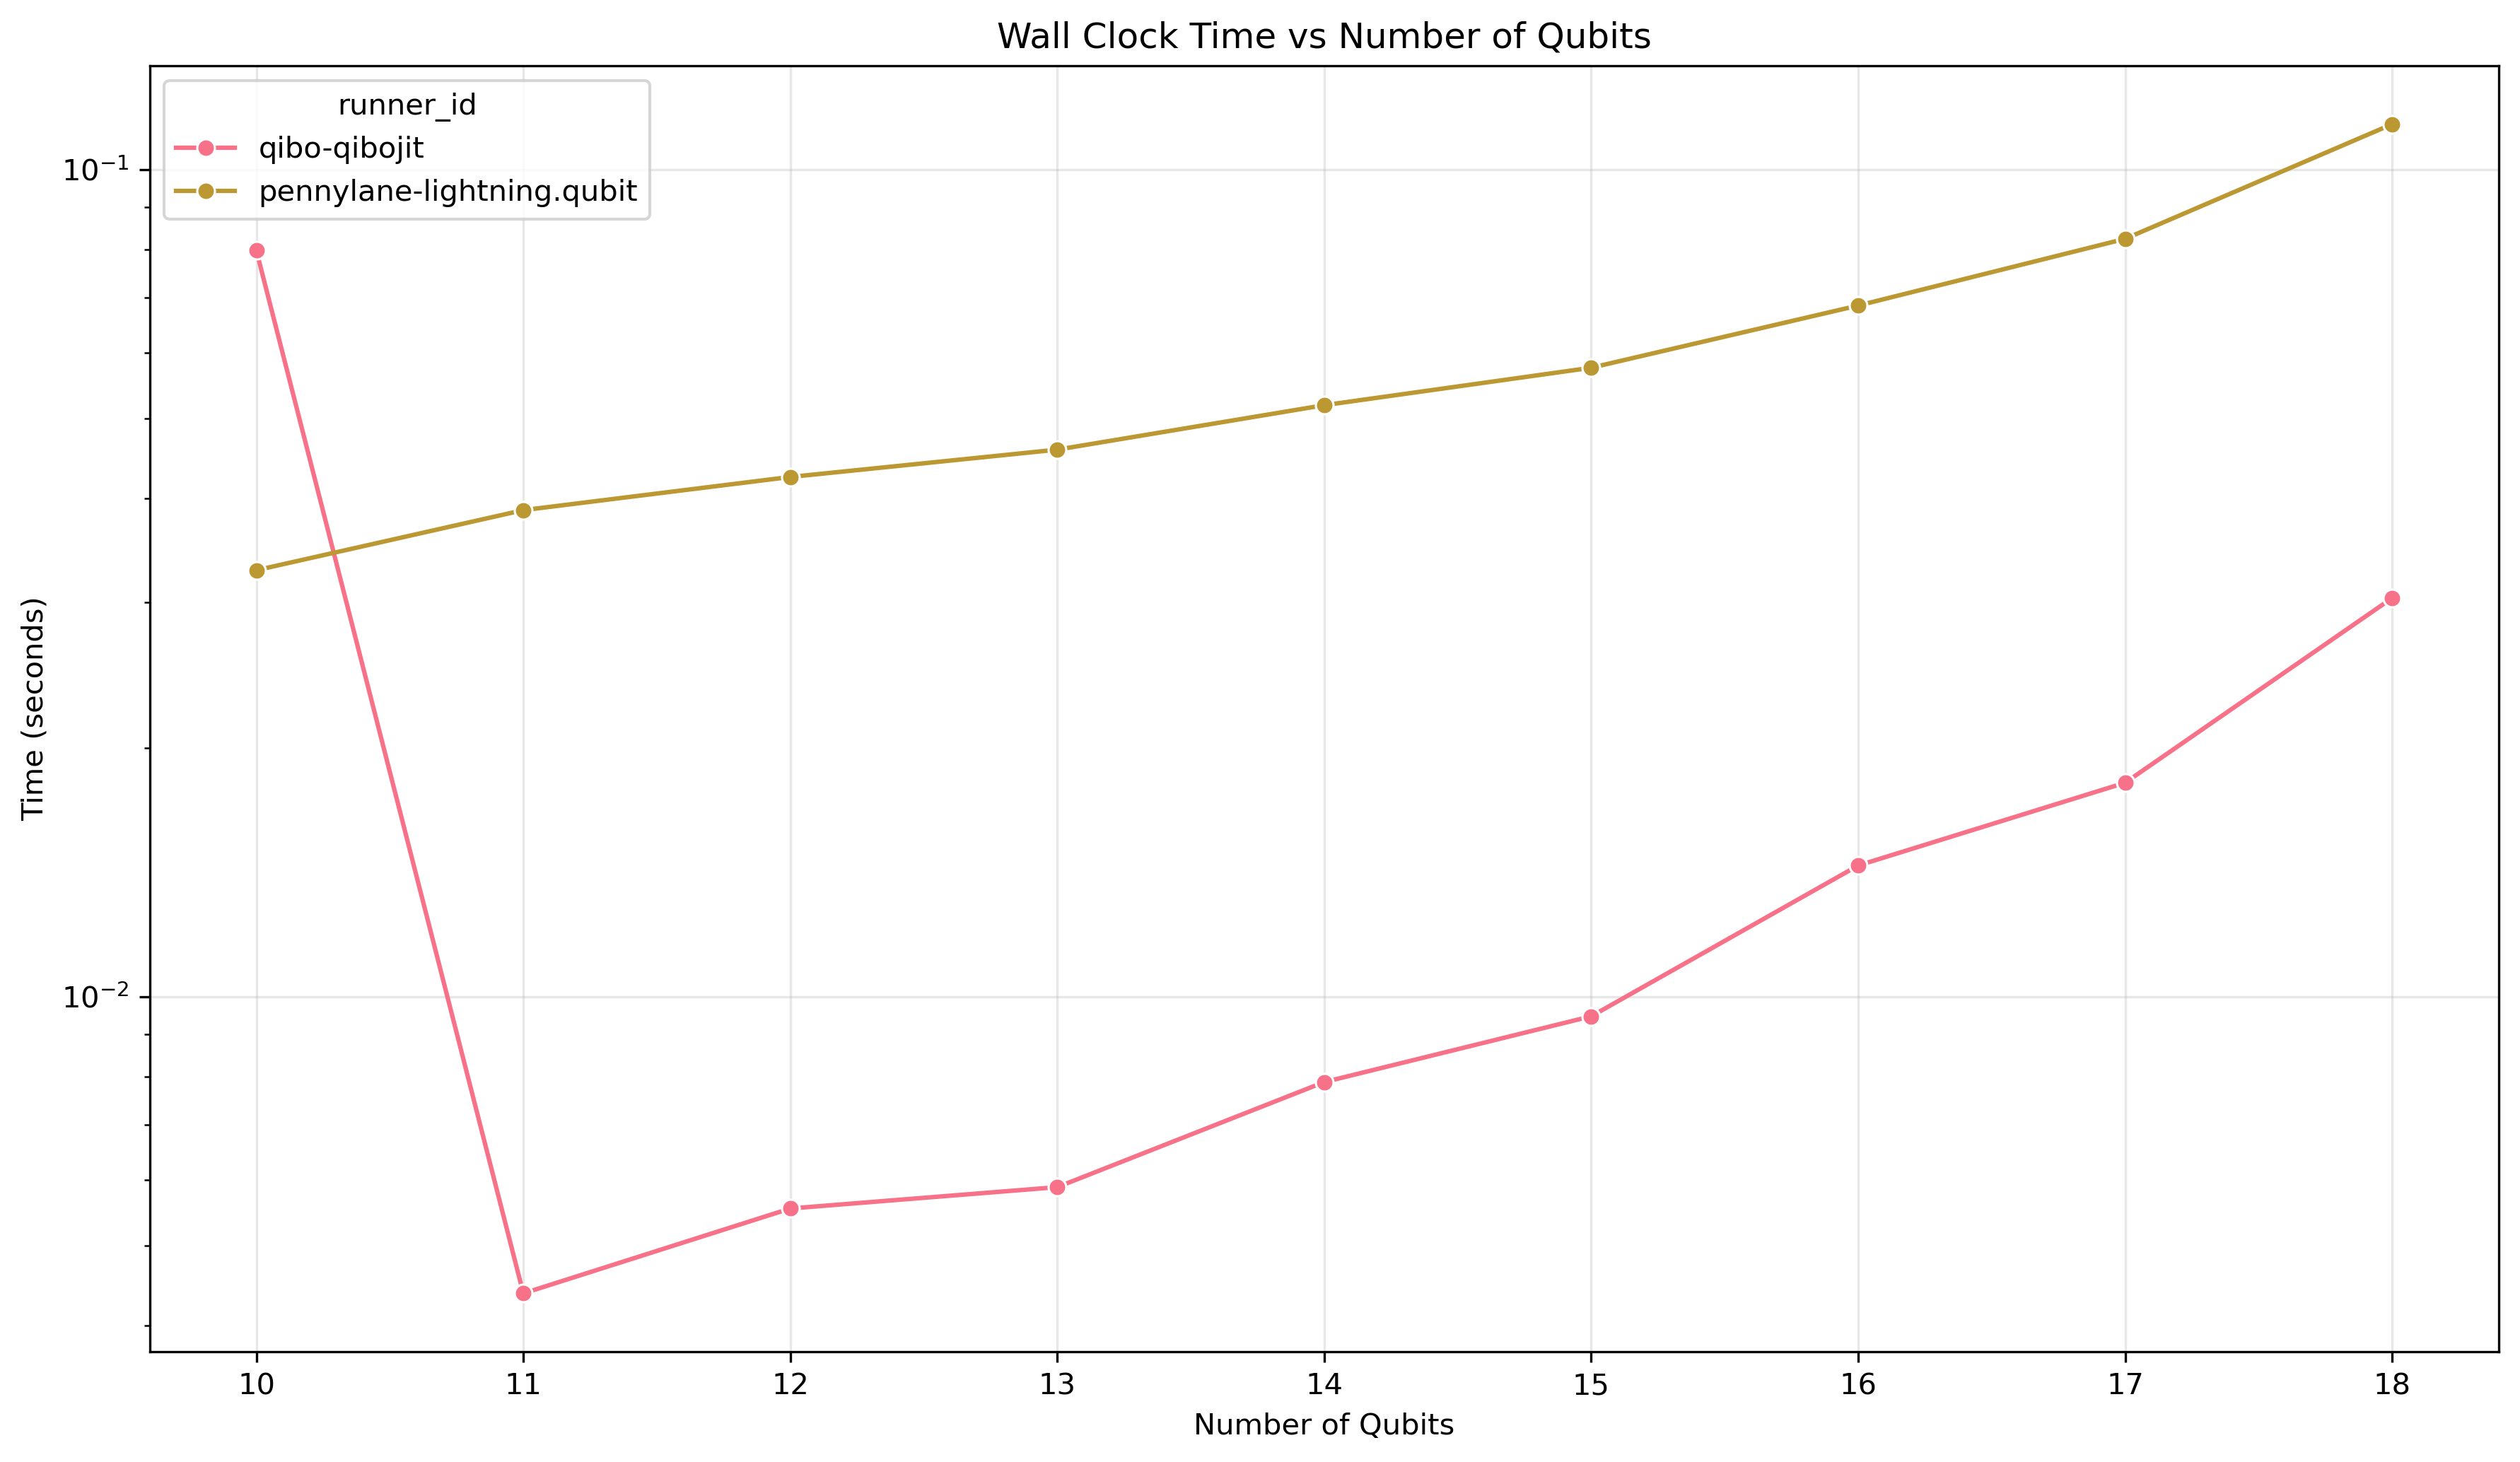 Wall Clock Time vs Number of Qubits
runner_id
qibo-qibojit
pennylane-lightning.qubit
10⁻¹
10⁻²
Time (seconds)
10 11 12 13 14 15 16 17 18
Number of Qubits